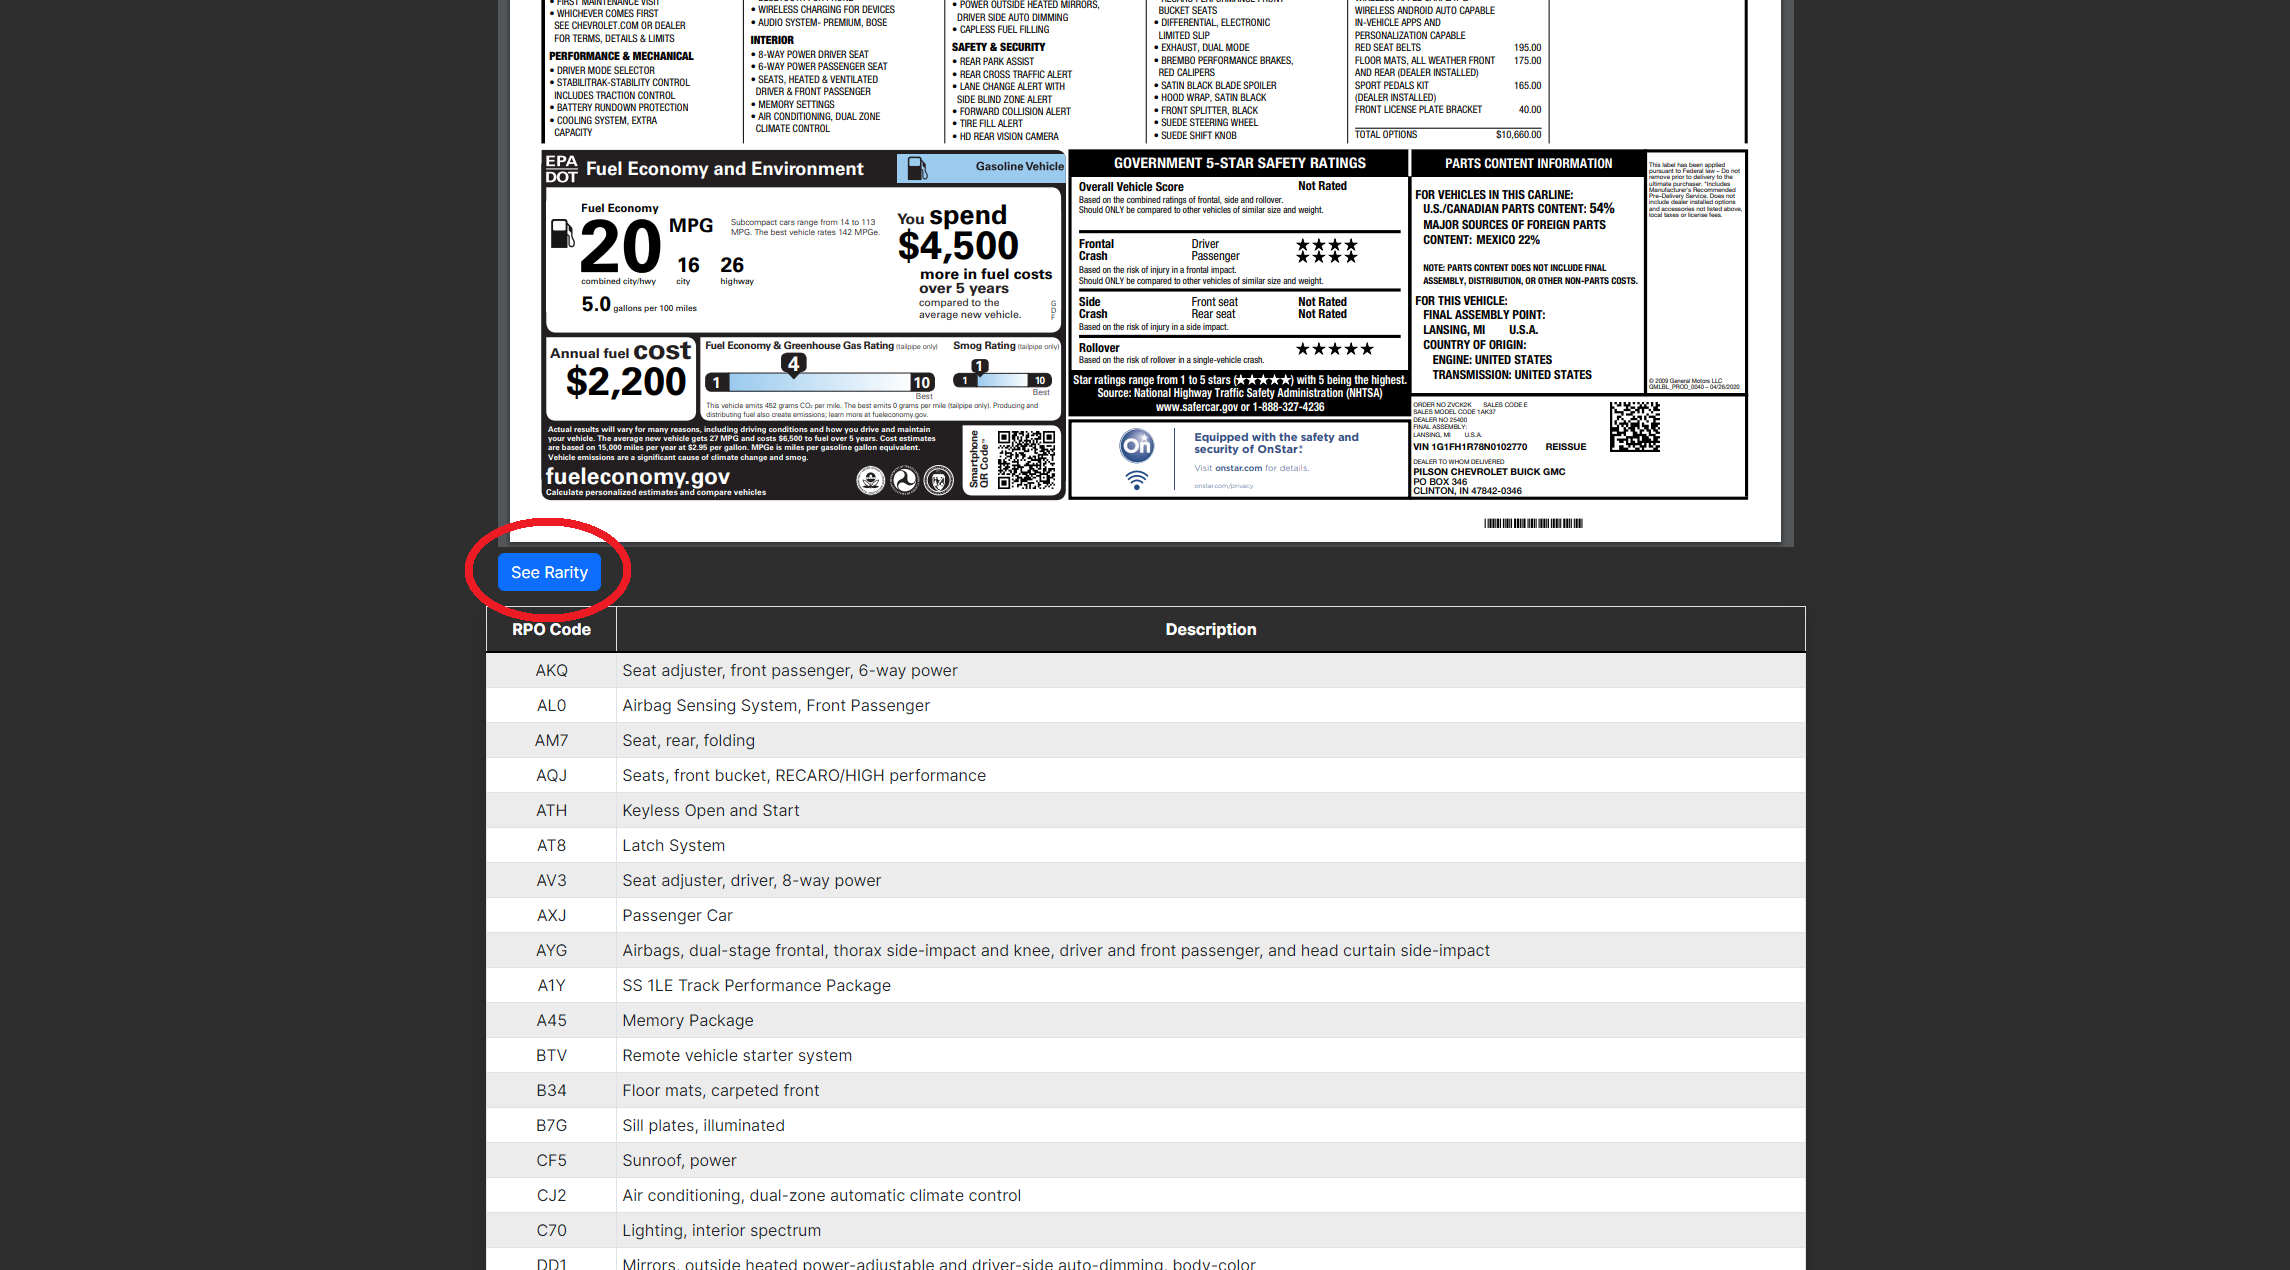 • FIRST MAINTENANCE VISIT
• WHICHEVER COMES FIRST
SEE CHEVROLET.COM OR DEALER
FOR TERMS, DETAILS & LIMITS
PERFORMANCE & MECHANICAL
• DRIVER MODE SELECTOR
• STABILITRAK-STABILITY CONTROL
INCLUDES TRACTION CONTROL
• BATTERY RUNDOWN PROTECTION
• COOLING SYSTEM, EXTRA
CAPACITY
• WIRELESS CHARGING FOR DEVICES
• AUDIO SYSTEM- PREMIUM, BOSE
INTERIOR
• 8-WAY POWER DRIVER SEAT
• 6-WAY POWER PASSENGER SEAT
• SEATS, HEATED & VENTILATED
DRIVER & FRONT PASSENGER
• MEMORY SETTINGS
• AIR CONDITIONING, DUAL ZONE
CLIMATE CONTROL
• POWER OUTSIDE HEATED MIRRORS,
DRIVER SIDE AUTO DIMMING
• CAPLESS FUEL FILLING
SAFETY & SECURITY
• REAR PARK ASSIST
• REAR CROSS TRAFFIC ALERT
• LANE CHANGE ALERT WITH
SIDE BLIND ZONE ALERT
• FORWARD COLLISION ALERT
• TIRE FILL ALERT
• HD REAR VISION CAMERA
BUCKET SEATS
• DIFFERENTIAL, ELECTRONIC
LIMITED SLIP
• EXHAUST, DUAL MODE
• BREMBO PERFORMANCE BRAKES,
RED CALIPERS
• SATIN BLACK BLADE SPOILER
• HOOD WRAP, SATIN BLACK
• FRONT SPLITTER, BLACK
• SUEDE STEERING WHEEL
• SUEDE SHIFT KNOB
WIRELESS ANDROID AUTO CAPABLE
IN-VEHICLE APPS AND
PERSONALIZATION CAPABLE
RED SEAT BELTS 195.00
FLOOR MATS, ALL WEATHER FRONT 175.00
AND REAR (DEALER INSTALLED)
SPORT PEDALS KIT 165.00
(DEALER INSTALLED)
FRONT LICENSE PLATE BRACKET 40.00
TOTAL OPTIONS $10,660.00
EPA
DOT
Fuel Economy and Environment
Gasoline Vehicle
Fuel Economy
20 MPG
combined city/hwy
16
city
26
highway
5.0 gallons per 100 miles
Subcompact cars range from 14 to 113
MPG. The best vehicle rates 142 MPGe.
You spend
$4,500
more in fuel costs
over 5 years
compared to the
average new vehicle.
G
D
F
Annual fuel cost
$2,200
Fuel Economy & Greenhouse Gas Rating (tailpipe only)
4
1 10
Best
Smog Rating (tailpipe only)
1
1 10
Best
This vehicle emits 452 grams CO₂ per mile. The best emits 0 grams per mile (tailpipe only). Producing and
distributing fuel also create emissions; learn more at fueleconomy.gov.
Actual results will vary for many reasons, including driving conditions and how you drive and maintain
your vehicle. The average new vehicle gets 27 MPG and costs $6,500 to fuel over 5 years. Cost estimates
are based on 15,000 miles per year at $2.95 per gallon. MPGe is miles per gasoline gallon equivalent.
Vehicle emissions are a significant cause of climate change and smog.
fueleconomy.gov
Calculate personalized estimates and compare vehicles
Smartphone
QR Code™
GOVERNMENT 5-STAR SAFETY RATINGS
Overall Vehicle Score Not Rated
Based on the combined ratings of frontal, side and rollover.
Should ONLY be compared to other vehicles of similar size and weight.
Frontal Driver ★★★★
Crash Passenger ★★★★
Based on the risk of injury in a frontal impact.
Should ONLY be compared to other vehicles of similar size and weight.
Side Front seat Not Rated
Crash Rear seat Not Rated
Based on the risk of injury in a side impact.
Rollover ★★★★★
Based on the risk of rollover in a single-vehicle crash.
Star ratings range from 1 to 5 stars (★★★★★) with 5 being the highest.
Source: National Highway Traffic Safety Administration (NHTSA)
www.safercar.gov or 1-888-327-4236
On
Equipped with the safety and
security of OnStar.®
Visit onstar.com for details.
onstar.com/privacy
PARTS CONTENT INFORMATION
FOR VEHICLES IN THIS CARLINE:
U.S./CANADIAN PARTS CONTENT: 54%
MAJOR SOURCES OF FOREIGN PARTS
CONTENT: MEXICO 22%
NOTE: PARTS CONTENT DOES NOT INCLUDE FINAL
ASSEMBLY, DISTRIBUTION, OR OTHER NON-PARTS COSTS.
FOR THIS VEHICLE:
FINAL ASSEMBLY POINT:
LANSING, MI U.S.A.
COUNTRY OF ORIGIN:
ENGINE: UNITED STATES
TRANSMISSION: UNITED STATES
This label has been applied
pursuant to Federal law – Do not
remove prior to delivery to the
ultimate purchaser. *Includes
Manufacturer's Recommended
Pre-Delivery Service. Does not
include dealer installed options
and accessories not listed above,
local taxes or license fees.
© 2009 General Motors LLC
GMLBL_PROD_0040 – 04/26/2020
ORDER NO ZVCK2K SALES CODE E
SALES MODEL CODE 1AK37
DEALER NO 25400
FINAL ASSEMBLY:
LANSING, MI U.S.A.
VIN 1G1FH1R78N0102770 REISSUE
DEALER TO WHOM DELIVERED
PILSON CHEVROLET BUICK GMC
PO BOX 346
CLINTON, IN 47842-0346
See Rarity
RPO Code Description
AKQ Seat adjuster, front passenger, 6-way power
AL0 Airbag Sensing System, Front Passenger
AM7 Seat, rear, folding
AQJ Seats, front bucket, RECARO/HIGH performance
ATH Keyless Open and Start
AT8 Latch System
AV3 Seat adjuster, driver, 8-way power
AXJ Passenger Car
AYG Airbags, dual-stage frontal, thorax side-impact and knee, driver and front passenger, and head curtain side-impact
A1Y SS 1LE Track Performance Package
A45 Memory Package
BTV Remote vehicle starter system
B34 Floor mats, carpeted front
B7G Sill plates, illuminated
CF5 Sunroof, power
CJ2 Air conditioning, dual-zone automatic climate control
C70 Lighting, interior spectrum
DD1 Mirrors, outside heated power-adjustable and driver-side auto-dimming, body-color